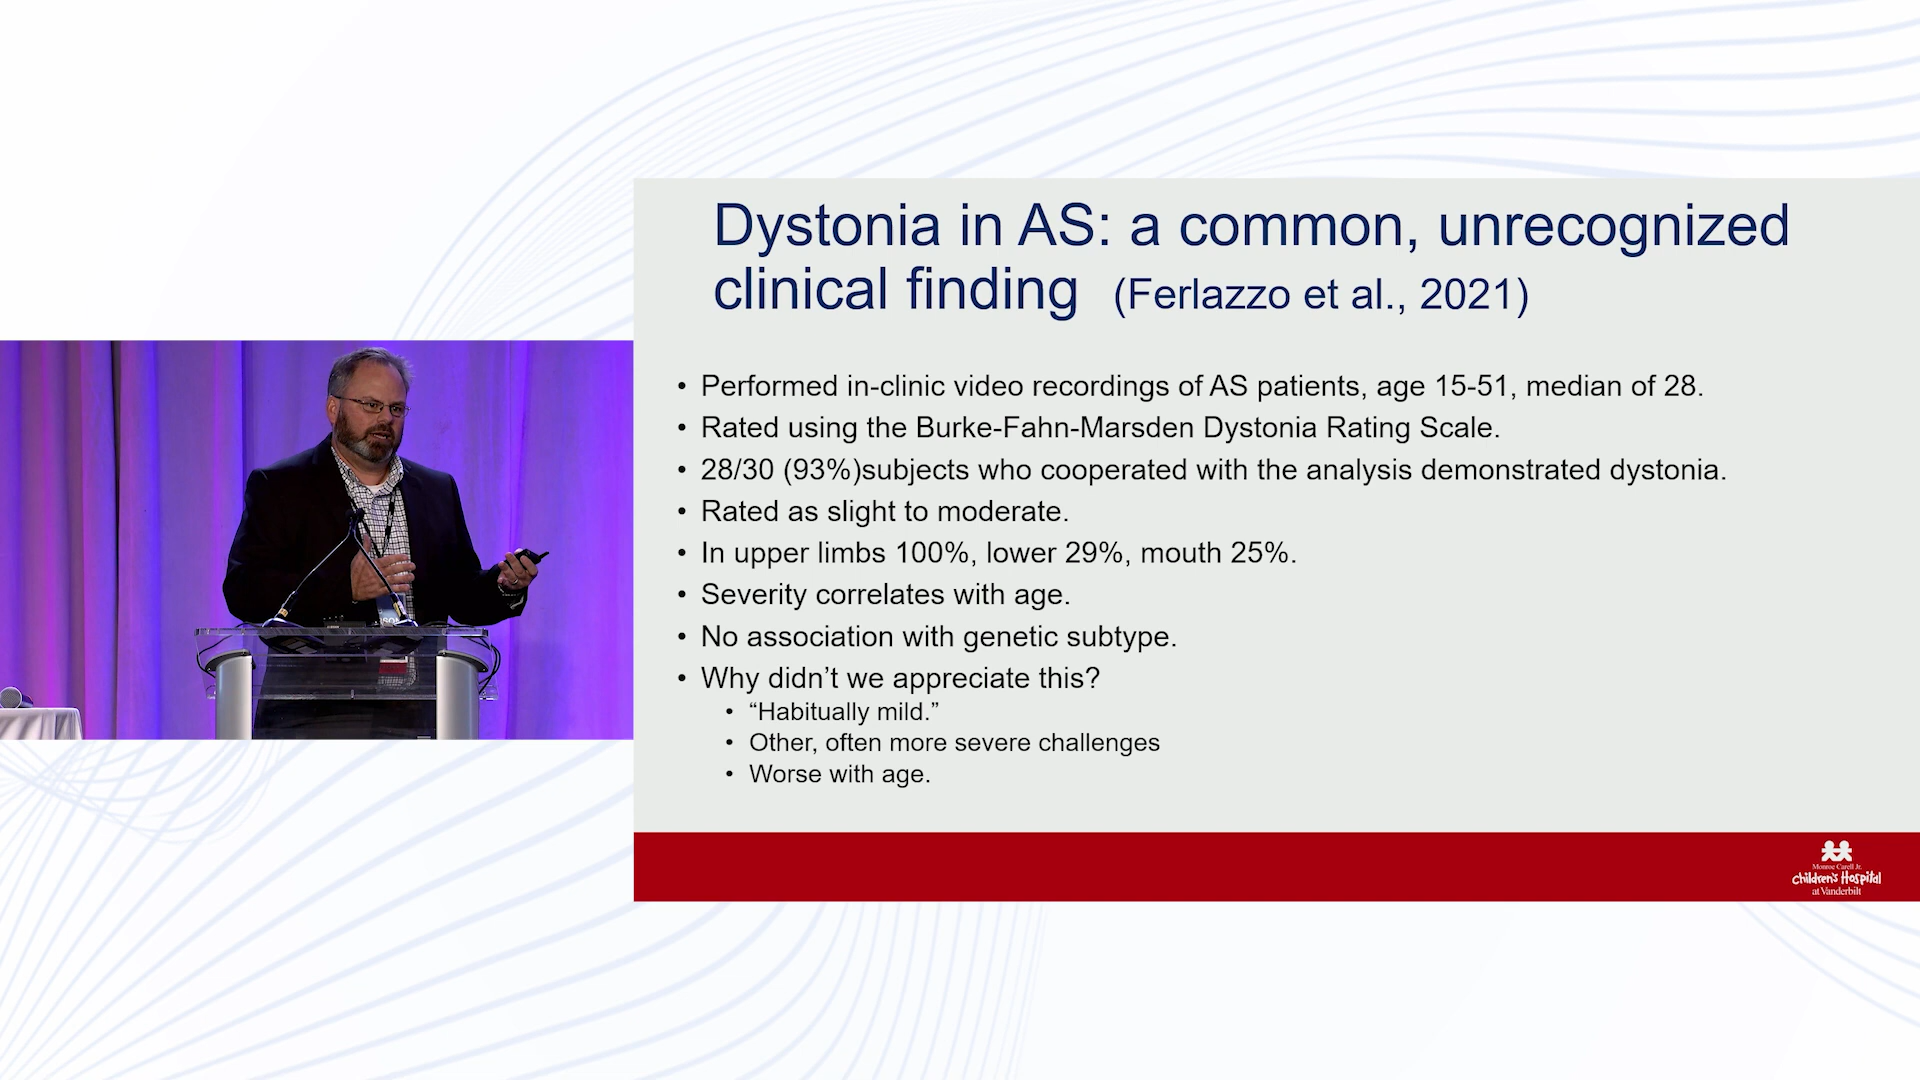 Dystonia in AS: a common, unrecognized
clinical finding (Ferlazzo et al., 2021)
• Performed in-clinic video recordings of AS patients, age 15-51, median of 28.
• Rated using the Burke-Fahn-Marsden Dystonia Rating Scale.
• 28/30 (93%)subjects who cooperated with the analysis demonstrated dystonia.
• Rated as slight to moderate.
• In upper limbs 100%, lower 29%, mouth 25%.
• Severity correlates with age.
• No association with genetic subtype.
• Why didn’t we appreciate this?
• “Habitually mild.”
• Other, often more severe challenges
• Worse with age.
Monroe Carell Jr.
Children's Hospital
at Vanderbilt